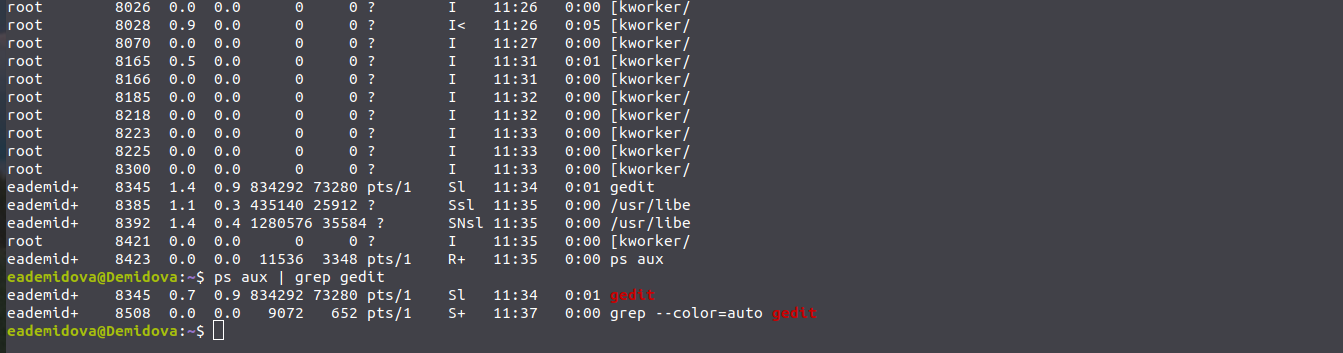 root        8026  0.0  0.0      0     0 ?        I    11:26   0:00 [kworker/
root        8028  0.9  0.0      0     0 ?        I<   11:26   0:05 [kworker/
root        8070  0.0  0.0      0     0 ?        I    11:27   0:00 [kworker/
root        8165  0.5  0.0      0     0 ?        I    11:31   0:01 [kworker/
root        8166  0.0  0.0      0     0 ?        I    11:31   0:00 [kworker/
root        8185  0.0  0.0      0     0 ?        I    11:32   0:00 [kworker/
root        8218  0.0  0.0      0     0 ?        I    11:32   0:00 [kworker/
root        8223  0.0  0.0      0     0 ?        I    11:33   0:00 [kworker/
root        8225  0.0  0.0      0     0 ?        I    11:33   0:00 [kworker/
root        8300  0.0  0.0      0     0 ?        I    11:33   0:00 [kworker/
eademid+    8345  1.4  0.9 834292 73280 pts/1    Sl   11:34   0:01 gedit
eademid+    8385  1.1  0.3 435140 25912 ?        Ssl  11:35   0:00 /usr/libe
eademid+    8392  1.4  0.4 1280576 35584 ?       SNsl 11:35   0:00 /usr/libe
root        8421  0.0  0.0      0     0 ?        I    11:35   0:00 [kworker/
eademid+    8423  0.0  0.0  11536  3348 pts/1    R+   11:35   0:00 ps aux
eademidova@Demidova:~$ ps aux | grep gedit
eademid+    8345  0.7  0.9 834292 73280 pts/1    Sl   11:34   0:01 gedit
eademid+    8508  0.0  0.0   9072   652 pts/1    S+   11:37   0:00 grep --color=auto gedit
eademidova@Demidova:~$